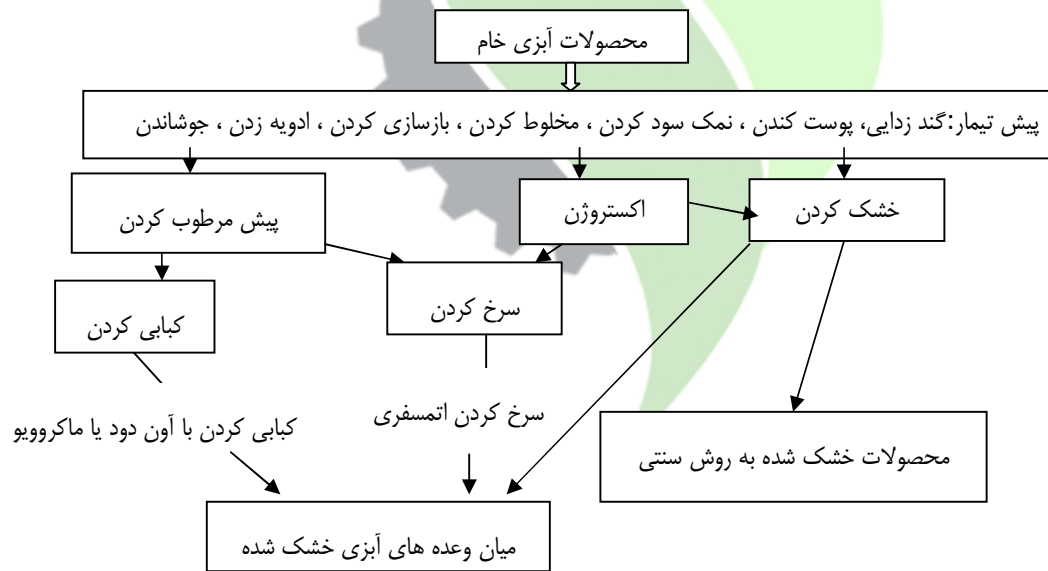 محصولات آبزی خام
پیش تیمار:گند زدایی، پوست کندن ، نمک سود کردن ، مخلوط کردن ، بازسازی کردن ، ادویه زدن ، جوشاندن
خشک کردن
اکستروژن
پیش مرطوب کردن
سرخ کردن
کبابی کردن
سرخ کردن اتمسفری
کبابی کردن با آون دود یا ماکروویو
محصولات خشک شده به روش سنتی
میان وعده های آبزی خشک شده